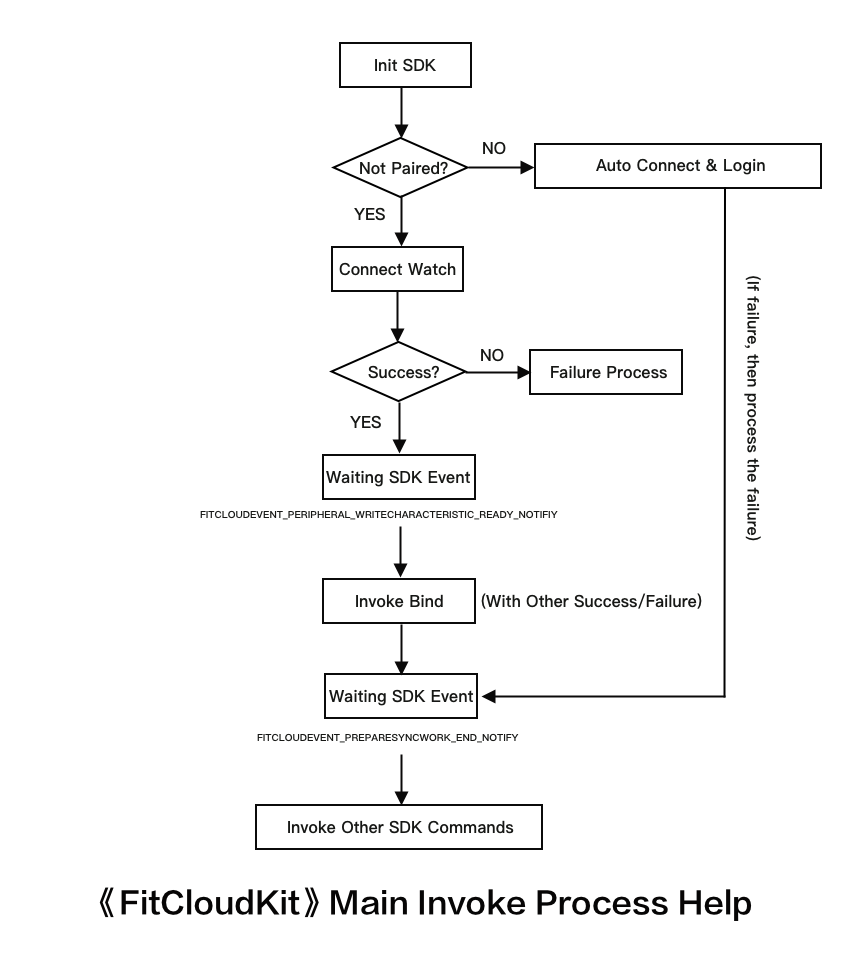 Init SDK
Not Paired?
NO
Auto Connect & Login
YES
Connect Watch
(If failure, then process the failure)
Success?
NO
Failure Process
YES
Waiting SDK Event
FITCLOUDEVENT_PERIPHERAL_WRITECHARACTERISTIC_READY_NOTIFIY
Invoke Bind
(With Other Success/Failure)
Waiting SDK Event
FITCLOUDEVENT_PREPARESYNCWORK_END_NOTIFY
Invoke Other SDK Commands
《FitCloudKit》Main Invoke Process Help